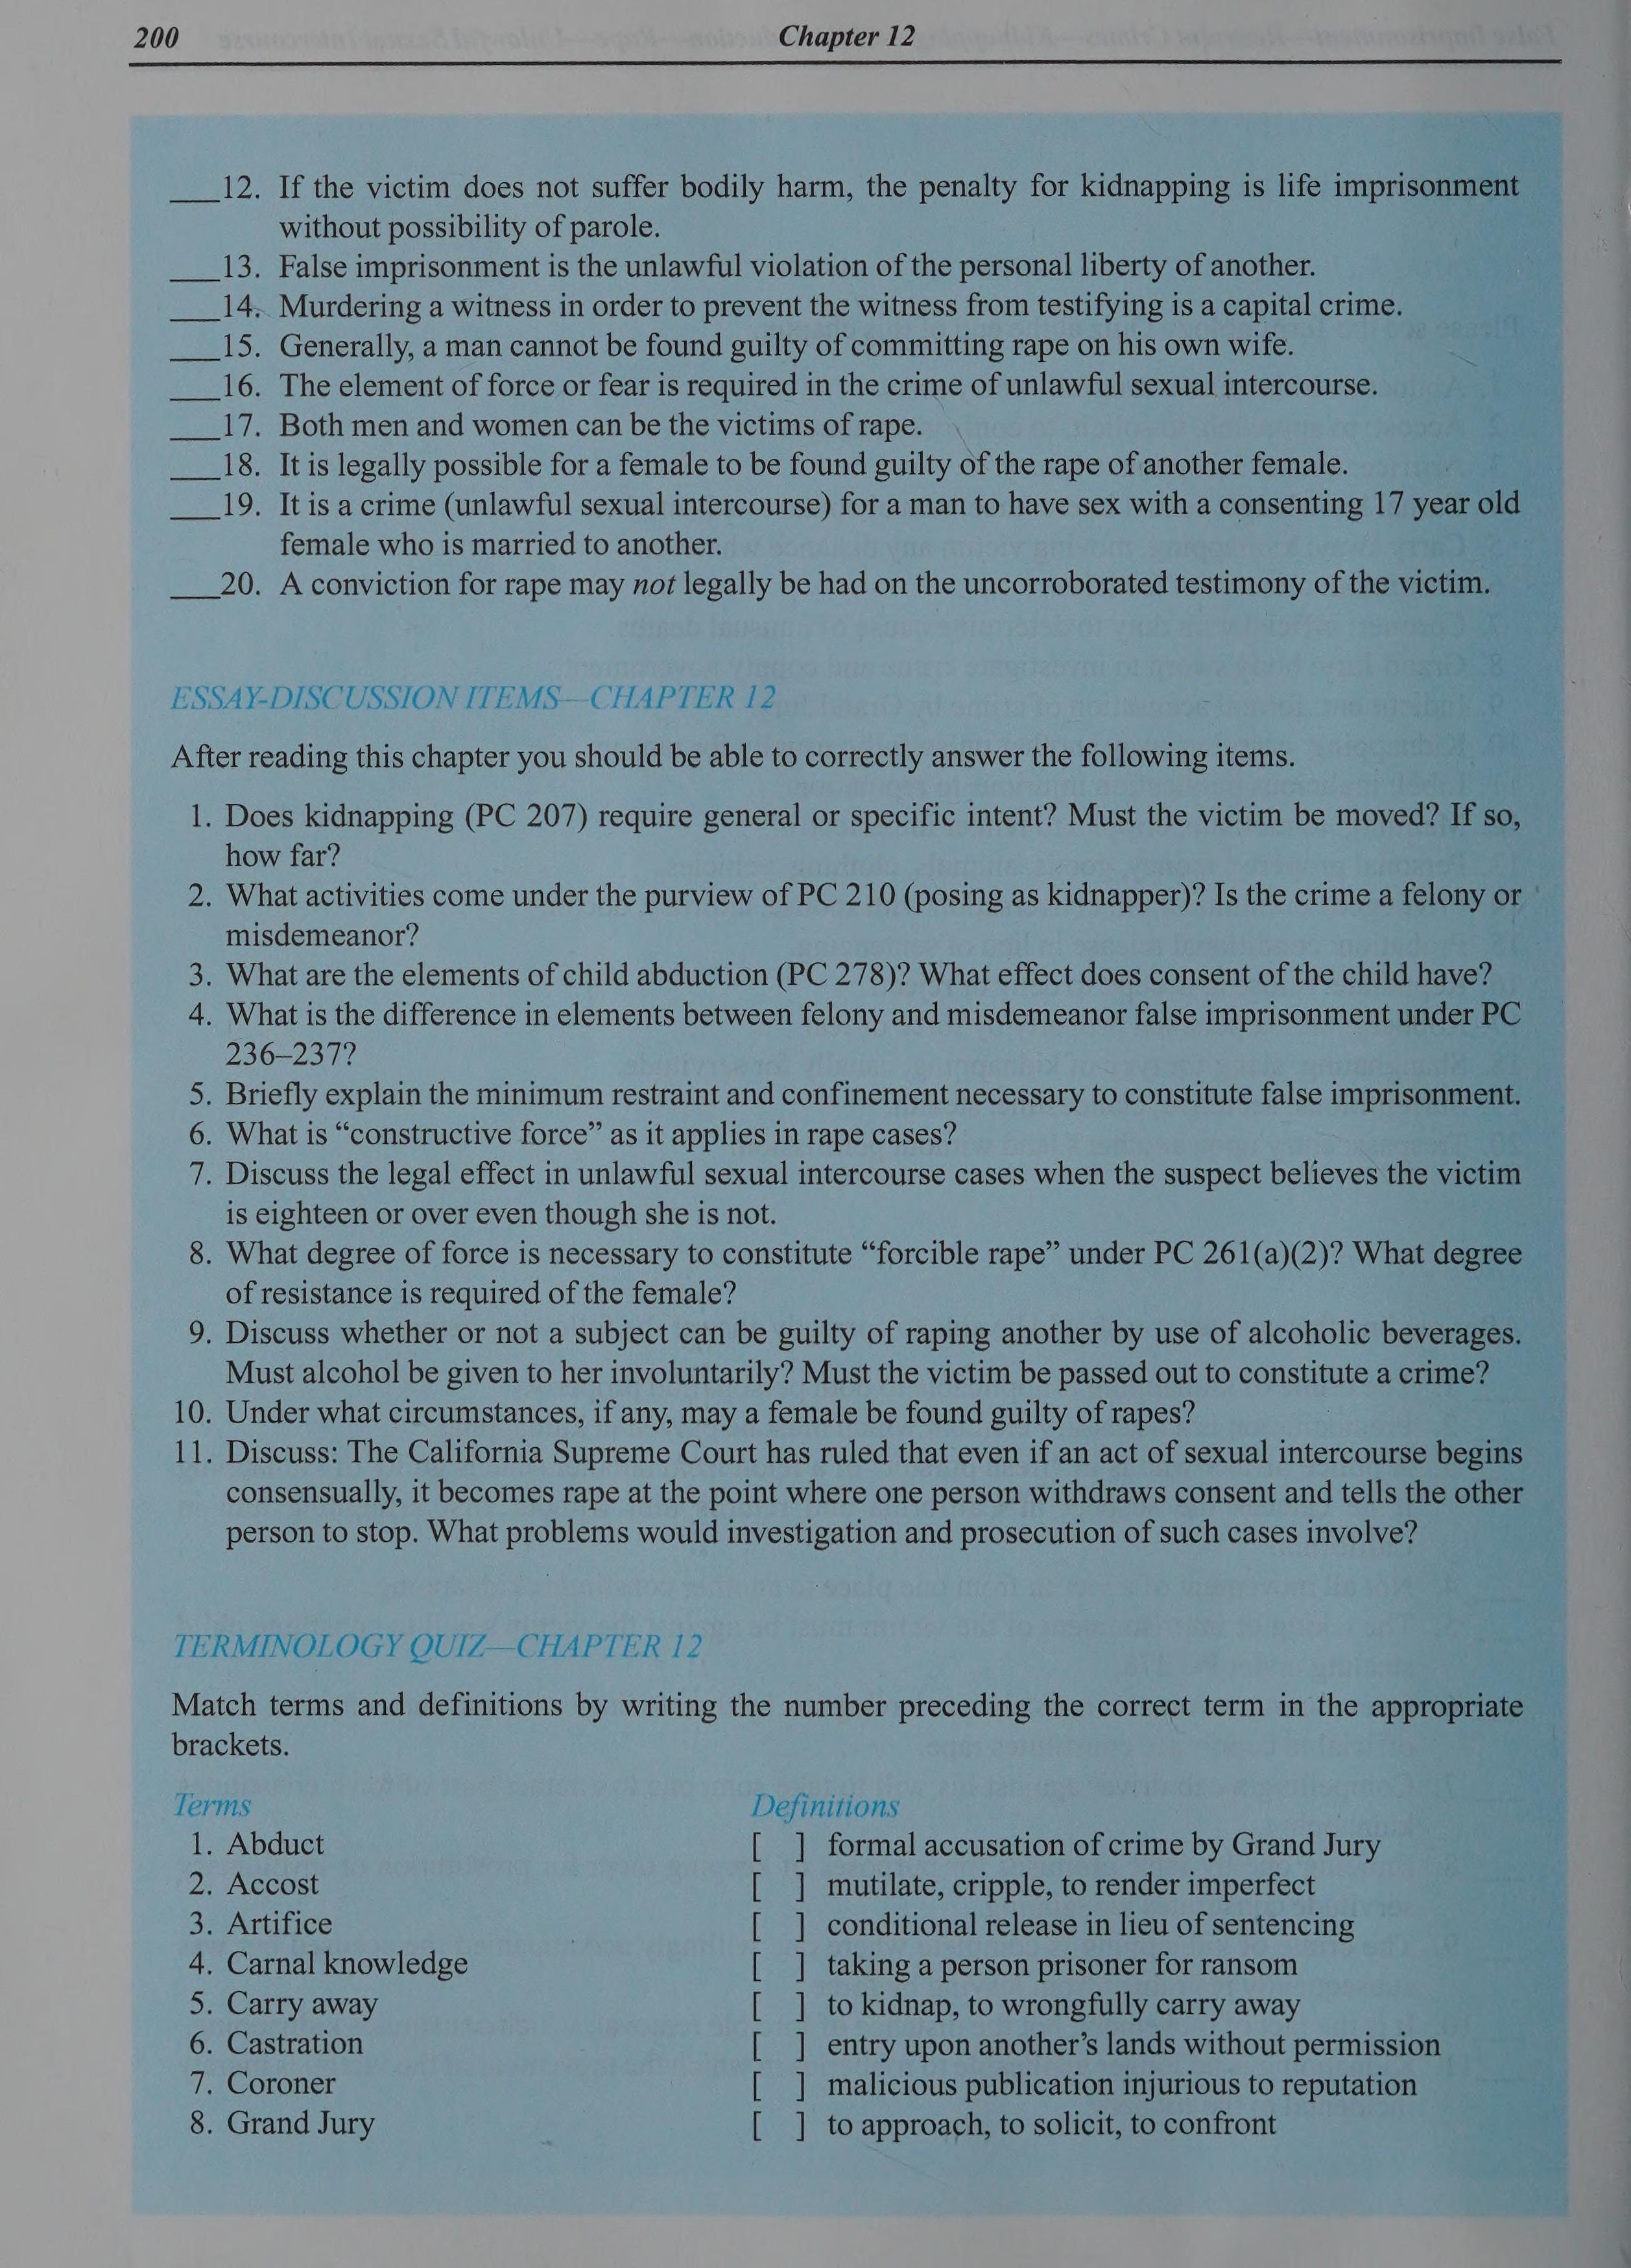 200
Chapter 12
___12. If the victim does not suffer bodily harm, the penalty for kidnapping is life imprisonment
without possibility of parole.
___13. False imprisonment is the unlawful violation of the personal liberty of another.
___14. Murdering a witness in order to prevent the witness from testifying is a capital crime.
___15. Generally, a man cannot be found guilty of committing rape on his own wife.
___16. The element of force or fear is required in the crime of unlawful sexual intercourse.
___17. Both men and women can be the victims of rape.
___18. It is legally possible for a female to be found guilty of the rape of another female.
___19. It is a crime (unlawful sexual intercourse) for a man to have sex with a consenting 17 year old
female who is married to another.
___20. A conviction for rape may not legally be had on the uncorroborated testimony of the victim.
ESSAY-DISCUSSION ITEMS—CHAPTER 12
After reading this chapter you should be able to correctly answer the following items.
1. Does kidnapping (PC 207) require general or specific intent? Must the victim be moved? If so,
how far?
2. What activities come under the purview of PC 210 (posing as kidnapper)? Is the crime a felony or
misdemeanor?
3. What are the elements of child abduction (PC 278)? What effect does consent of the child have?
4. What is the difference in elements between felony and misdemeanor false imprisonment under PC
236–237?
5. Briefly explain the minimum restraint and confinement necessary to constitute false imprisonment.
6. What is “constructive force” as it applies in rape cases?
7. Discuss the legal effect in unlawful sexual intercourse cases when the suspect believes the victim
is eighteen or over even though she is not.
8. What degree of force is necessary to constitute “forcible rape” under PC 261(a)(2)? What degree
of resistance is required of the female?
9. Discuss whether or not a subject can be guilty of raping another by use of alcoholic beverages.
Must alcohol be given to her involuntarily? Must the victim be passed out to constitute a crime?
10. Under what circumstances, if any, may a female be found guilty of rapes?
11. Discuss: The California Supreme Court has ruled that even if an act of sexual intercourse begins
consensually, it becomes rape at the point where one person withdraws consent and tells the other
person to stop. What problems would investigation and prosecution of such cases involve?
TERMINOLOGY QUIZ—CHAPTER 12
Match terms and definitions by writing the number preceding the correct term in the appropriate
brackets.
Terms
1. Abduct
2. Accost
3. Artifice
4. Carnal knowledge
5. Carry away
6. Castration
7. Coroner
8. Grand Jury
Definitions
[ ] formal accusation of crime by Grand Jury
[ ] mutilate, cripple, to render imperfect
[ ] conditional release in lieu of sentencing
[ ] taking a person prisoner for ransom
[ ] to kidnap, to wrongfully carry away
[ ] entry upon another’s lands without permission
[ ] malicious publication injurious to reputation
[ ] to approach, to solicit, to confront